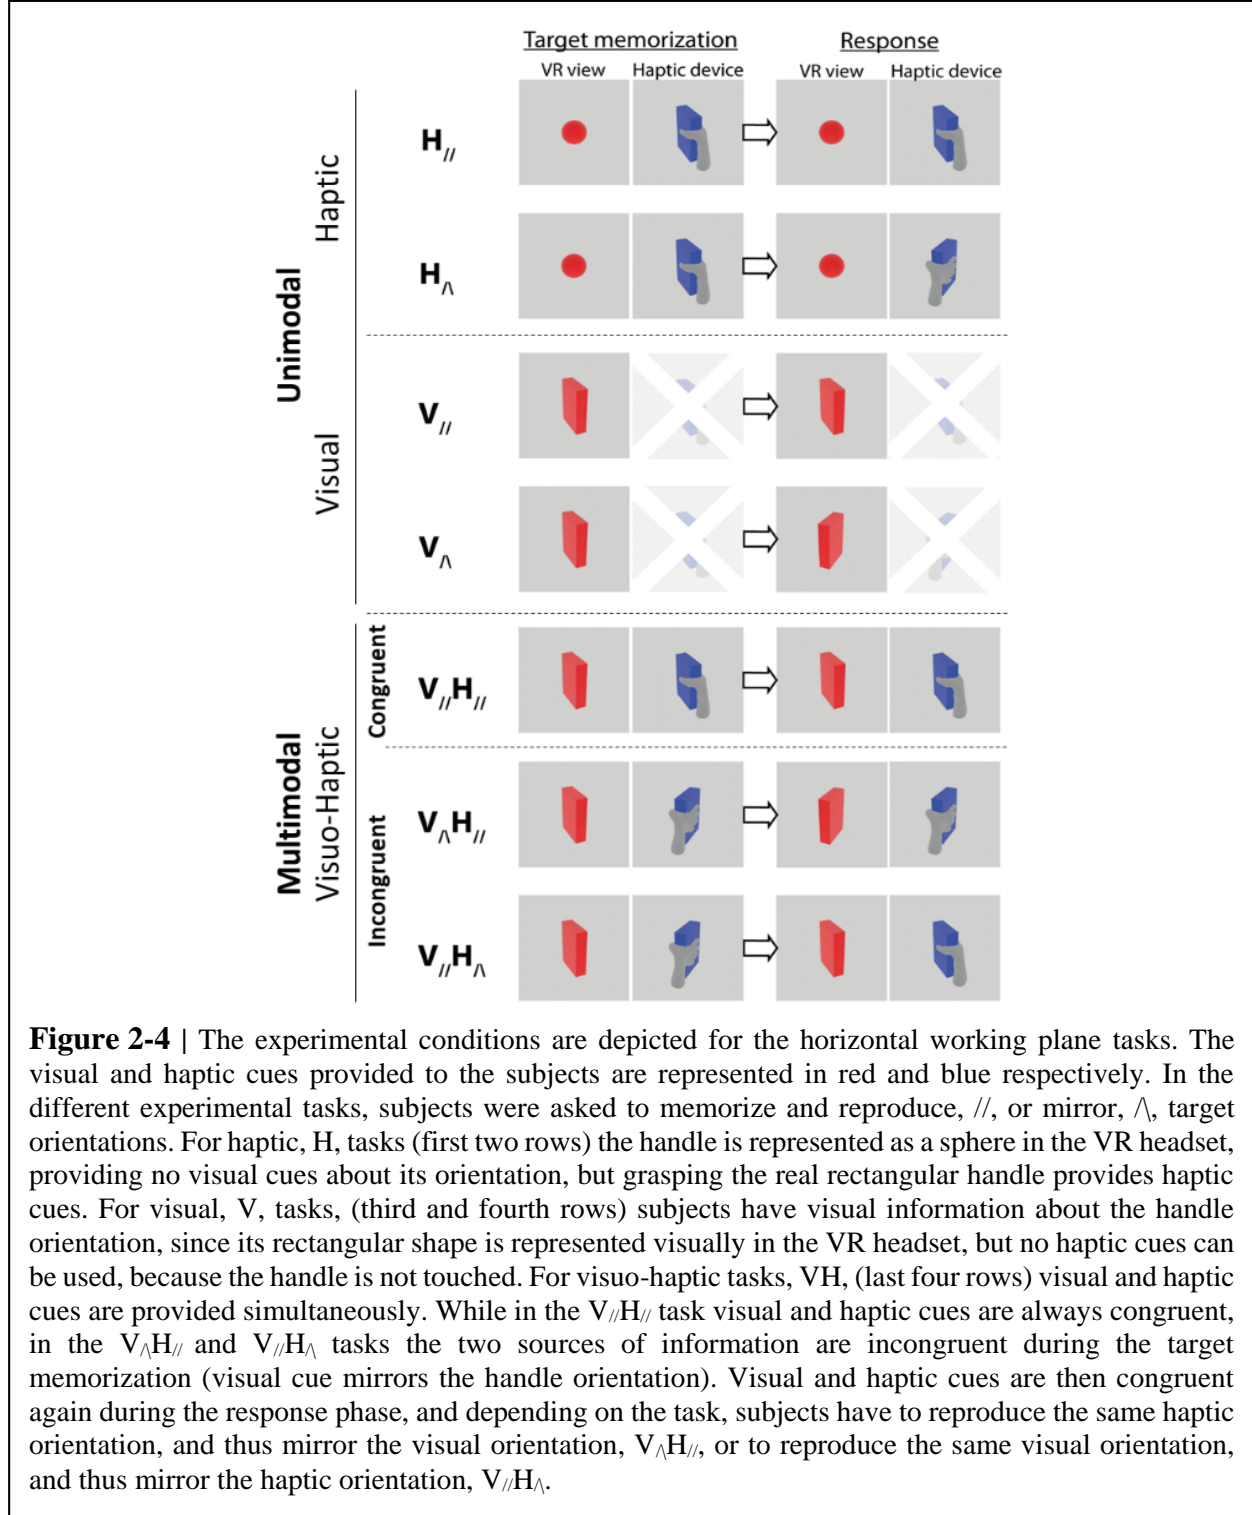 Target memorization Response
VR view Haptic device VR view Haptic device
Unimodal
Haptic
H//
H/\
Visual
V//
V/\
Multimodal
Visuo-Haptic
Congruent
V//H//
Incongruent
V/\H//
V//H/\
Figure 2-4 | The experimental conditions are depicted for the horizontal working plane tasks. The
visual and haptic cues provided to the subjects are represented in red and blue respectively. In the
different experimental tasks, subjects were asked to memorize and reproduce, //, or mirror, /\, target
orientations. For haptic, H, tasks (first two rows) the handle is represented as a sphere in the VR headset,
providing no visual cues about its orientation, but grasping the real rectangular handle provides haptic
cues. For visual, V, tasks, (third and fourth rows) subjects have visual information about the handle
orientation, since its rectangular shape is represented visually in the VR headset, but no haptic cues can
be used, because the handle is not touched. For visuo-haptic tasks, VH, (last four rows) visual and haptic
cues are provided simultaneously. While in the V//H// task visual and haptic cues are always congruent,
in the V/\H// and V//H/\ tasks the two sources of information are incongruent during the target
memorization (visual cue mirrors the handle orientation). Visual and haptic cues are then congruent
again during the response phase, and depending on the task, subjects have to reproduce the same haptic
orientation, and thus mirror the visual orientation, V/\H//, or to reproduce the same visual orientation,
and thus mirror the haptic orientation, V//H/\.